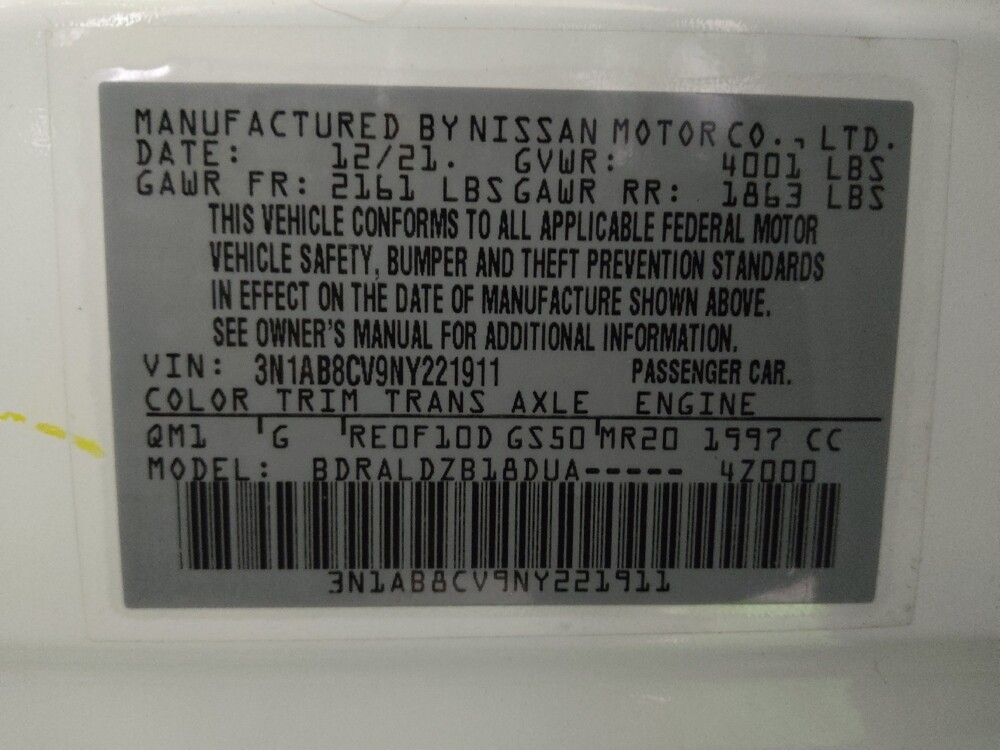 MANUFACTURED BY NISSAN MOTOR CO., LTD.
DATE: 12/21. GVWR: 4001 LBS
GAWR FR: 2161 LBS GAWR RR: 1863 LBS
THIS VEHICLE CONFORMS TO ALL APPLICABLE FEDERAL MOTOR
VEHICLE SAFETY, BUMPER AND THEFT PREVENTION STANDARDS
IN EFFECT ON THE DATE OF MANUFACTURE SHOWN ABOVE.
SEE OWNER'S MANUAL FOR ADDITIONAL INFORMATION.
VIN: 3N1AB8CV9NY221911 PASSENGER CAR.
COLOR TRIM TRANS AXLE ENGINE
QM1 G RE0F10D GS50 MR20 1997 CC
MODEL: BDRALDZB18DUA----- 4Z000
3N1AB8CV9NY221911